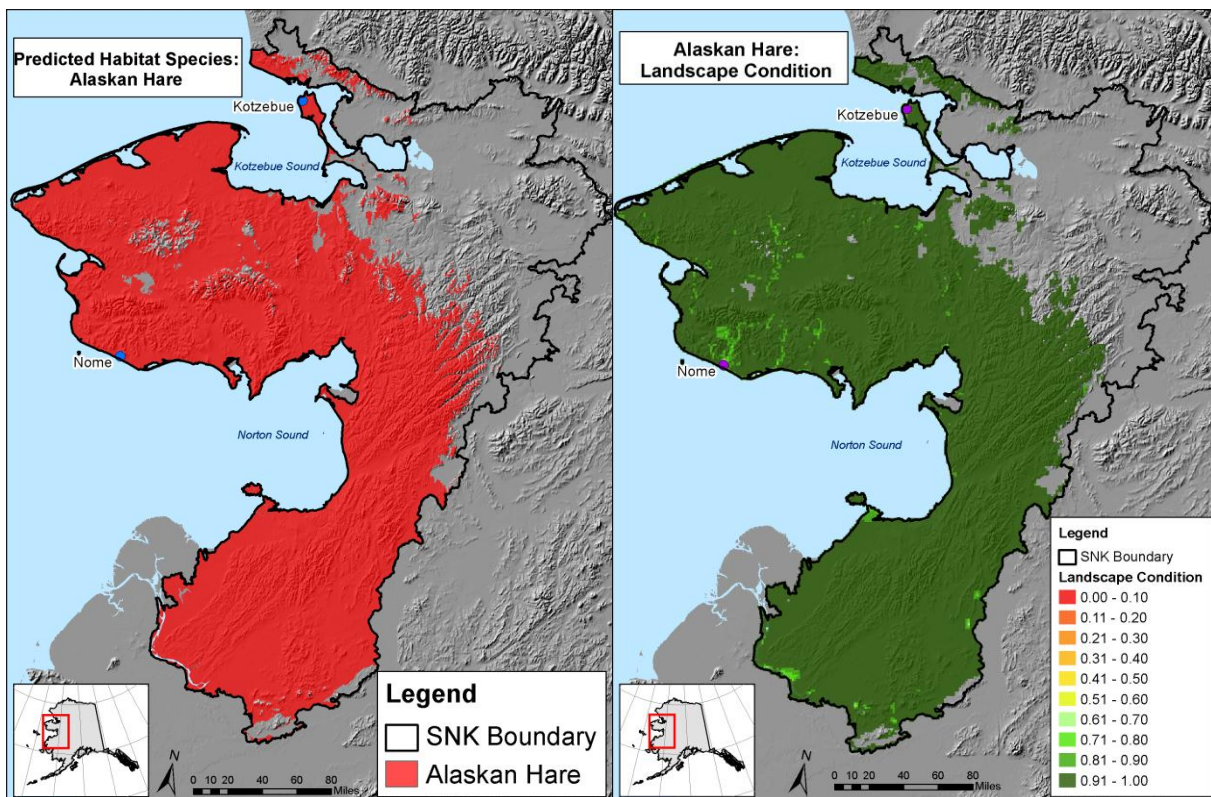 Predicted Habitat Species:
Alaskan Hare
Kotzebue
Kotzebue Sound
Nome
Norton Sound
Legend
SNK Boundary
Alaskan Hare
N
0 10 20 40 60 80
Miles
Alaskan Hare:
Landscape Condition
Kotzebue
Kotzebue Sound
Nome
Norton Sound
Legend
SNK Boundary
Landscape Condition
0.00 - 0.10
0.11 - 0.20
0.21 - 0.30
0.31 - 0.40
0.41 - 0.50
0.51 - 0.60
0.61 - 0.70
0.71 - 0.80
0.81 - 0.90
0.91 - 1.00
N
0 10 20 40 60 80
Miles